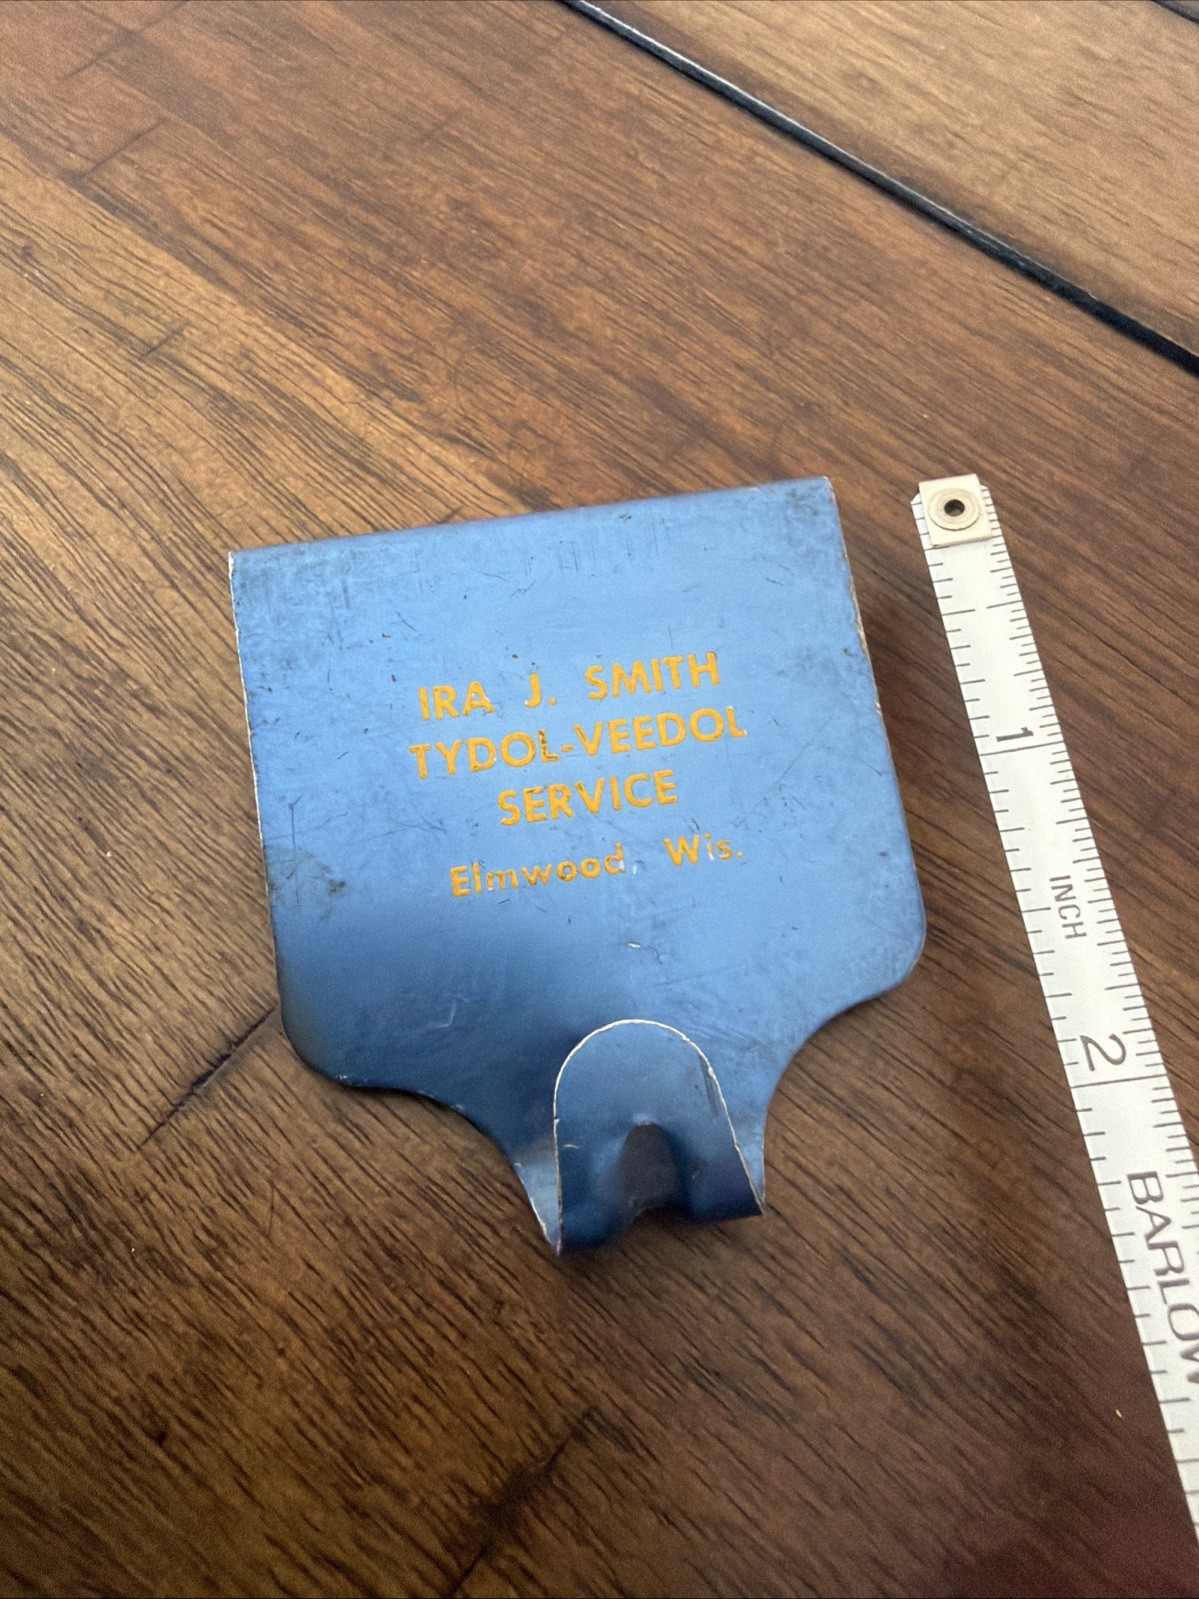 IRA J. SMITH
TYDOL-VEEDOL
SERVICE
Elmwood, Wis.
1
INCH
2
BARLOW